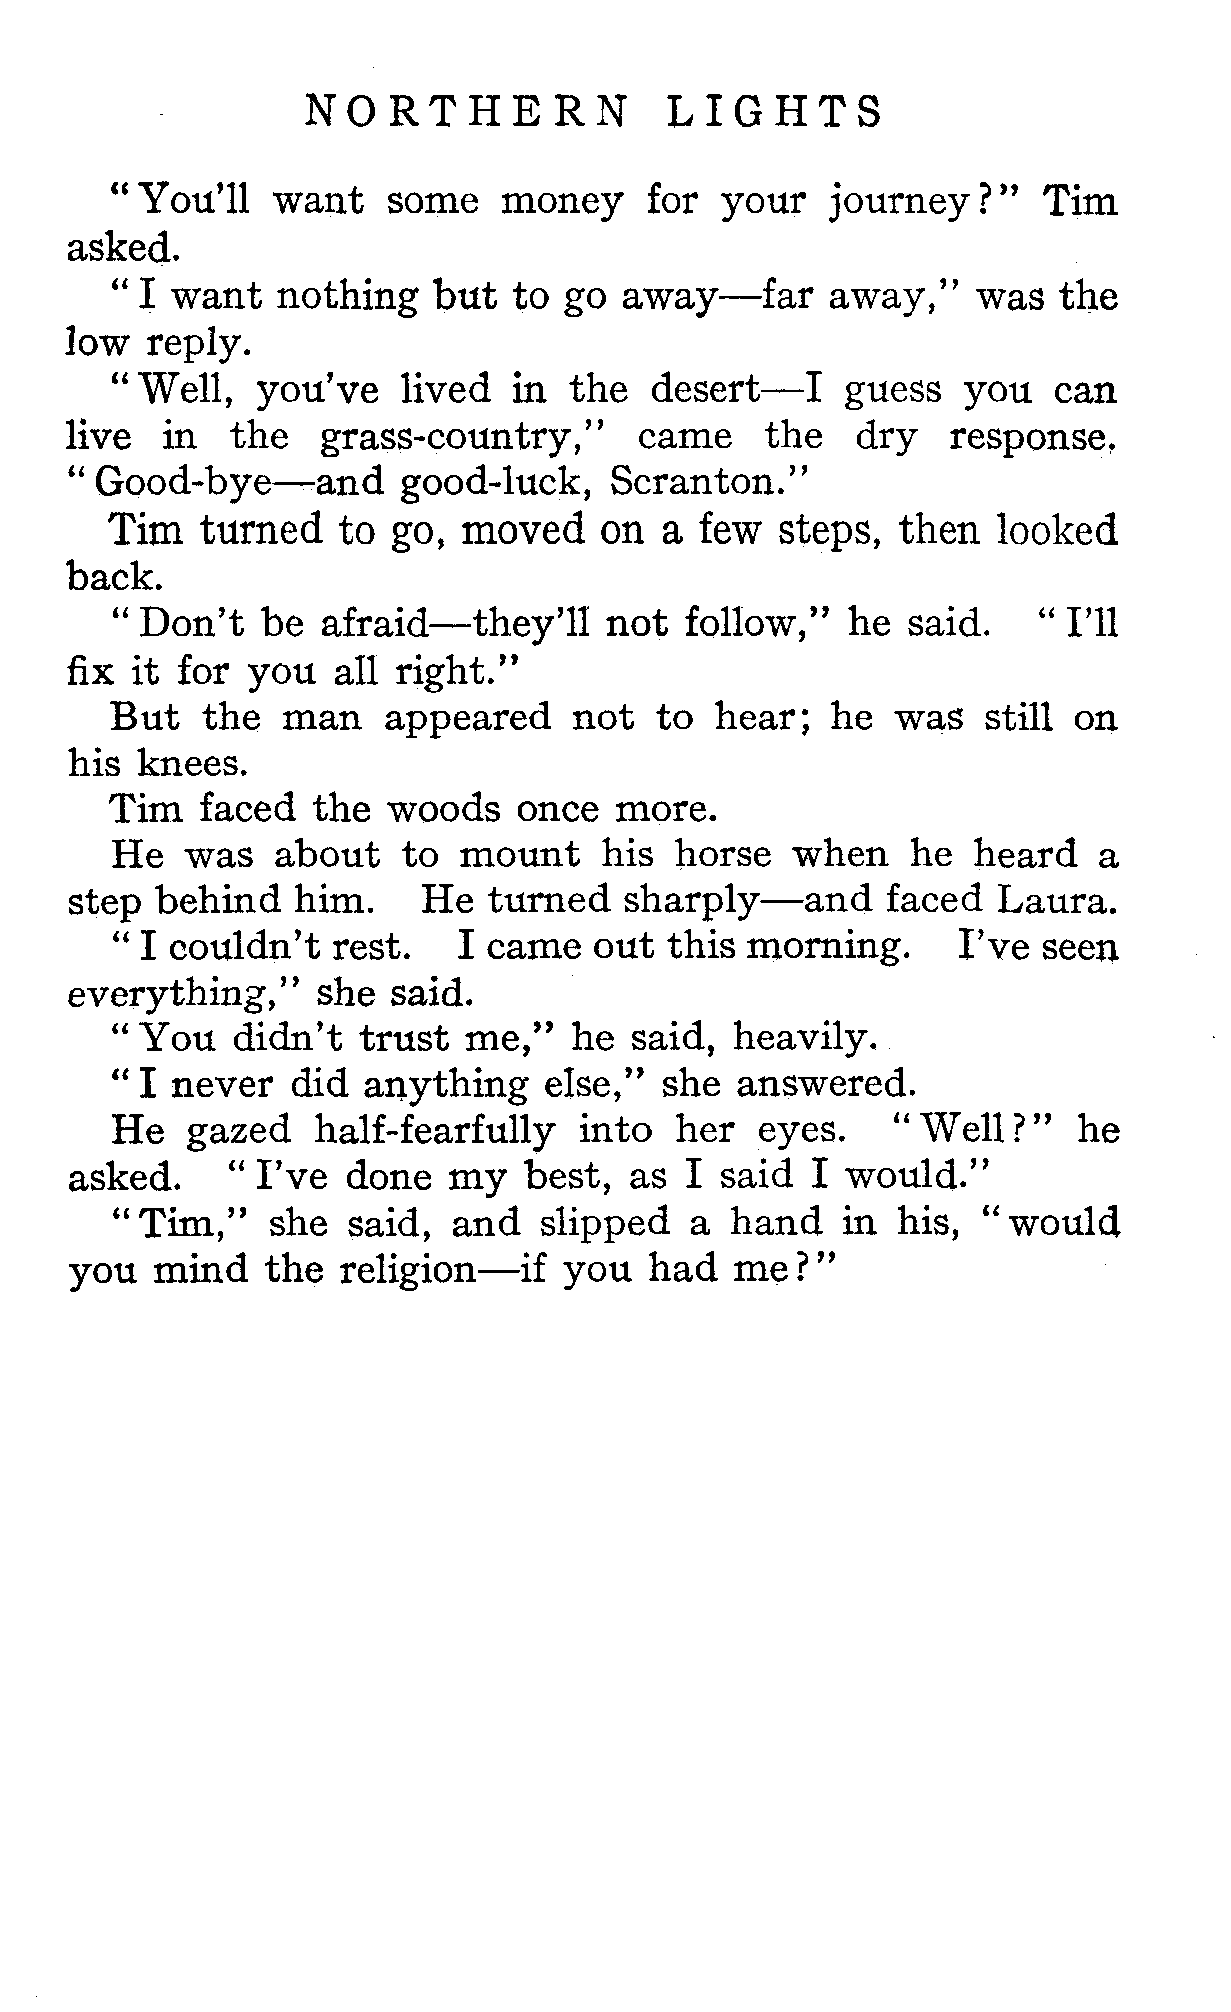 NORTHERN LIGHTS
"You'll want some money for your journey?" Tim
asked.
"I want nothing but to go away—far away," was the
low reply.
"Well, you've lived in the desert—I guess you can
live in the grass-country," came the dry response.
"Good-bye—and good-luck, Scranton."
Tim turned to go, moved on a few steps, then looked
back.
"Don't be afraid—they'll not follow," he said. "I'll
fix it for you all right."
But the man appeared not to hear; he was still on
his knees.
Tim faced the woods once more.
He was about to mount his horse when he heard a
step behind him. He turned sharply—and faced Laura.
"I couldn't rest. I came out this morning. I've seen
everything," she said.
"You didn't trust me," he said, heavily.
"I never did anything else," she answered.
He gazed half-fearfully into her eyes. "Well?" he
asked. "I've done my best, as I said I would."
"Tim," she said, and slipped a hand in his, "would
you mind the religion—if you had me?"